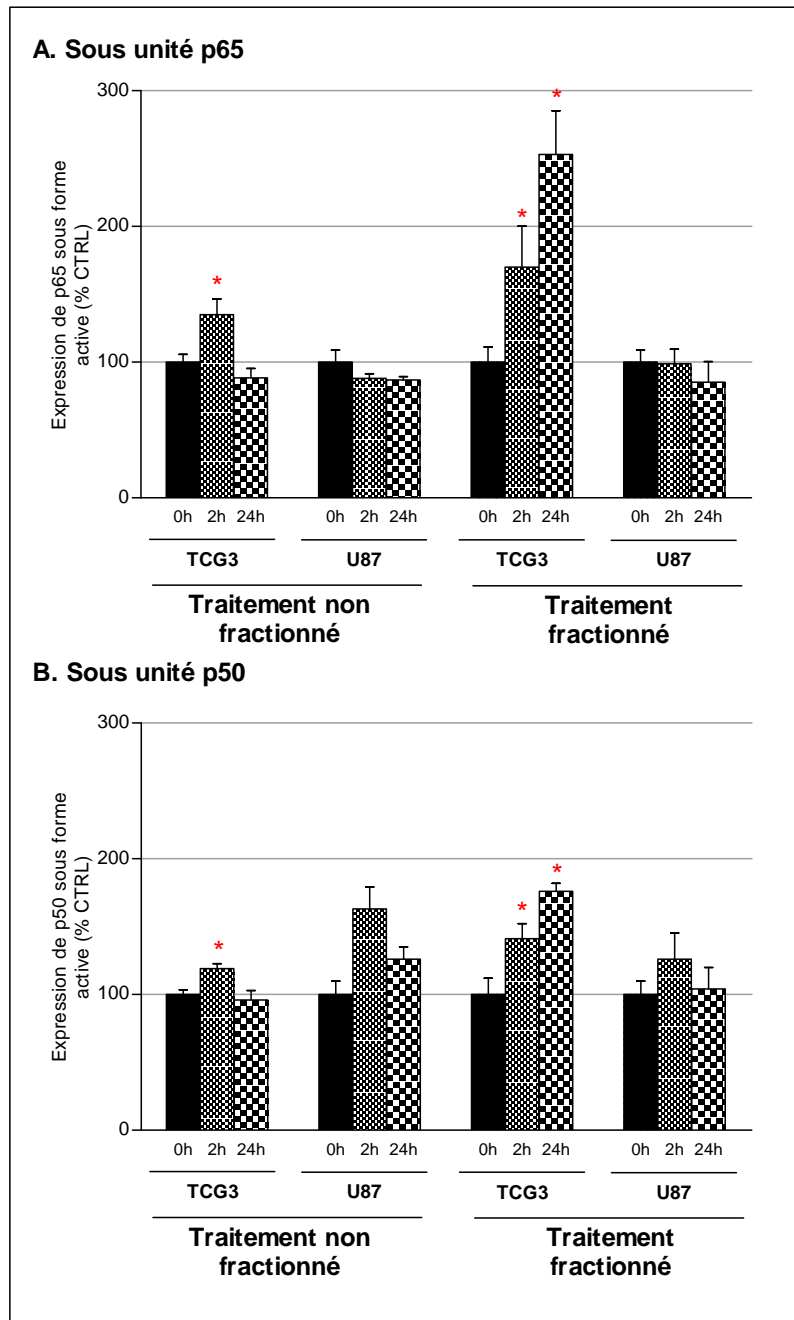 A. Sous unité p65
Expression de p65 sous forme
active (% CTRL)
300
200
100
0
*
*
*
0h 2h 24h 0h 2h 24h 0h 2h 24h 0h 2h 24h
TCG3 U87 TCG3 U87
Traitement non
fractionné
Traitement
fractionné
B. Sous unité p50
Expression de p50 sous forme
active (% CTRL)
300
200
100
0
*
*
*
0h 2h 24h 0h 2h 24h 0h 2h 24h 0h 2h 24h
TCG3 U87 TCG3 U87
Traitement non
fractionné
Traitement
fractionné